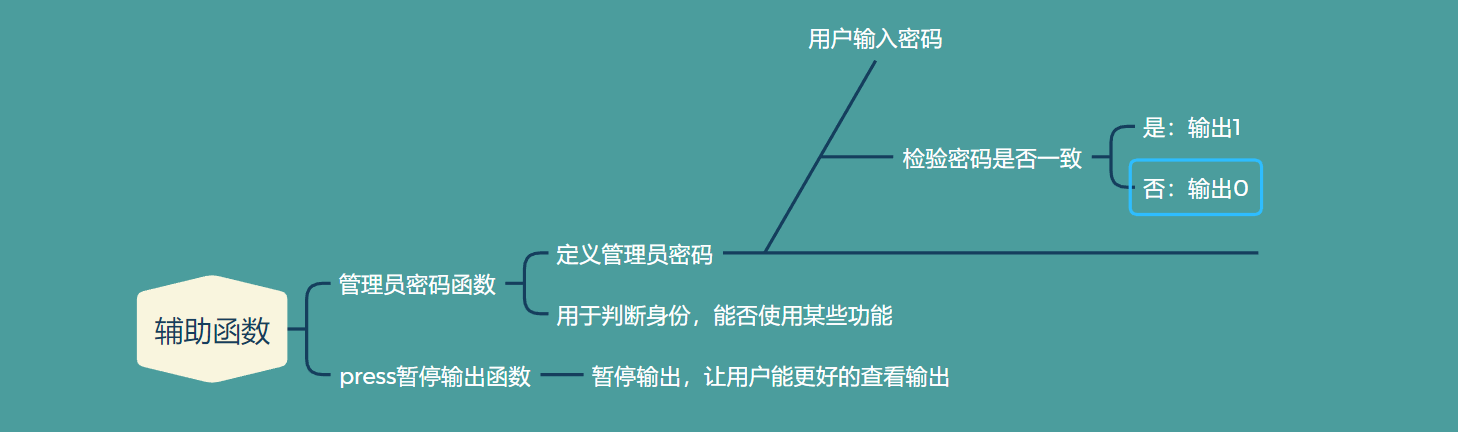 用户输入密码
检验密码是否一致
是：输出1
否：输出0
定义管理员密码
管理员密码函数
用于判断身份，能否使用某些功能
辅助函数
press暂停输出函数
暂停输出，让用户能更好的查看输出